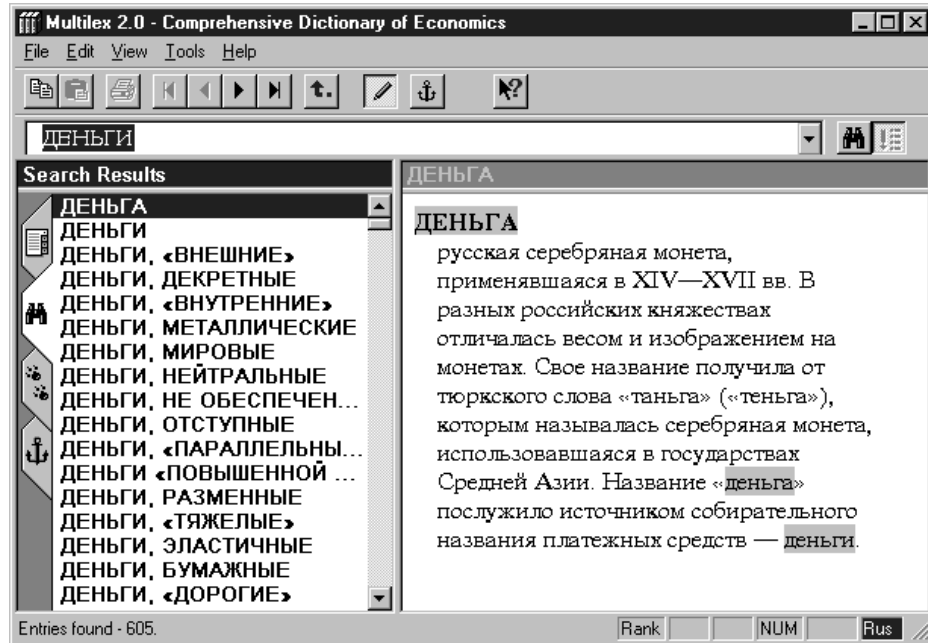 Multilex 2.0 - Comprehensive Dictionary of Economics
File Edit View Tools Help
ДЕНЬГИ
Search Results
ДЕНЬГА
ДЕНЬГИ
ДЕНЬГИ, «ВНЕШНИЕ»
ДЕНЬГИ, ДЕКРЕТНЫЕ
ДЕНЬГИ, «ВНУТРЕННИЕ»
ДЕНЬГИ, МЕТАЛЛИЧЕСКИЕ
ДЕНЬГИ, МИРОВЫЕ
ДЕНЬГИ, НЕЙТРАЛЬНЫЕ
ДЕНЬГИ, НЕ ОБЕСПЕЧЕН...
ДЕНЬГИ, ОТСТУПНЫЕ
ДЕНЬГИ, «ПАРАЛЛЕЛЬНЫ...
ДЕНЬГИ «ПОВЫШЕННОЙ ...
ДЕНЬГИ, РАЗМЕННЫЕ
ДЕНЬГИ, «ТЯЖЕЛЫЕ»
ДЕНЬГИ, ЭЛАСТИЧНЫЕ
ДЕНЬГИ, БУМАЖНЫЕ
ДЕНЬГИ, «ДОРОГИЕ»
ДЕНЬГА
ДЕНЬГА
русская серебряная монета,
применявшаяся в XIV—XVII вв. В
разных российских княжествах
отличалась весом и изображением на
монетах. Свое название получила от
тюркского слова «таньга» («теньга»),
которым называлась серебряная монета,
использовавшаяся в государствах
Средней Азии. Название «деньга»
послужило источником собирательного
названия платежных средств — деньги.
Entries found - 605.
Rank NUM Rus